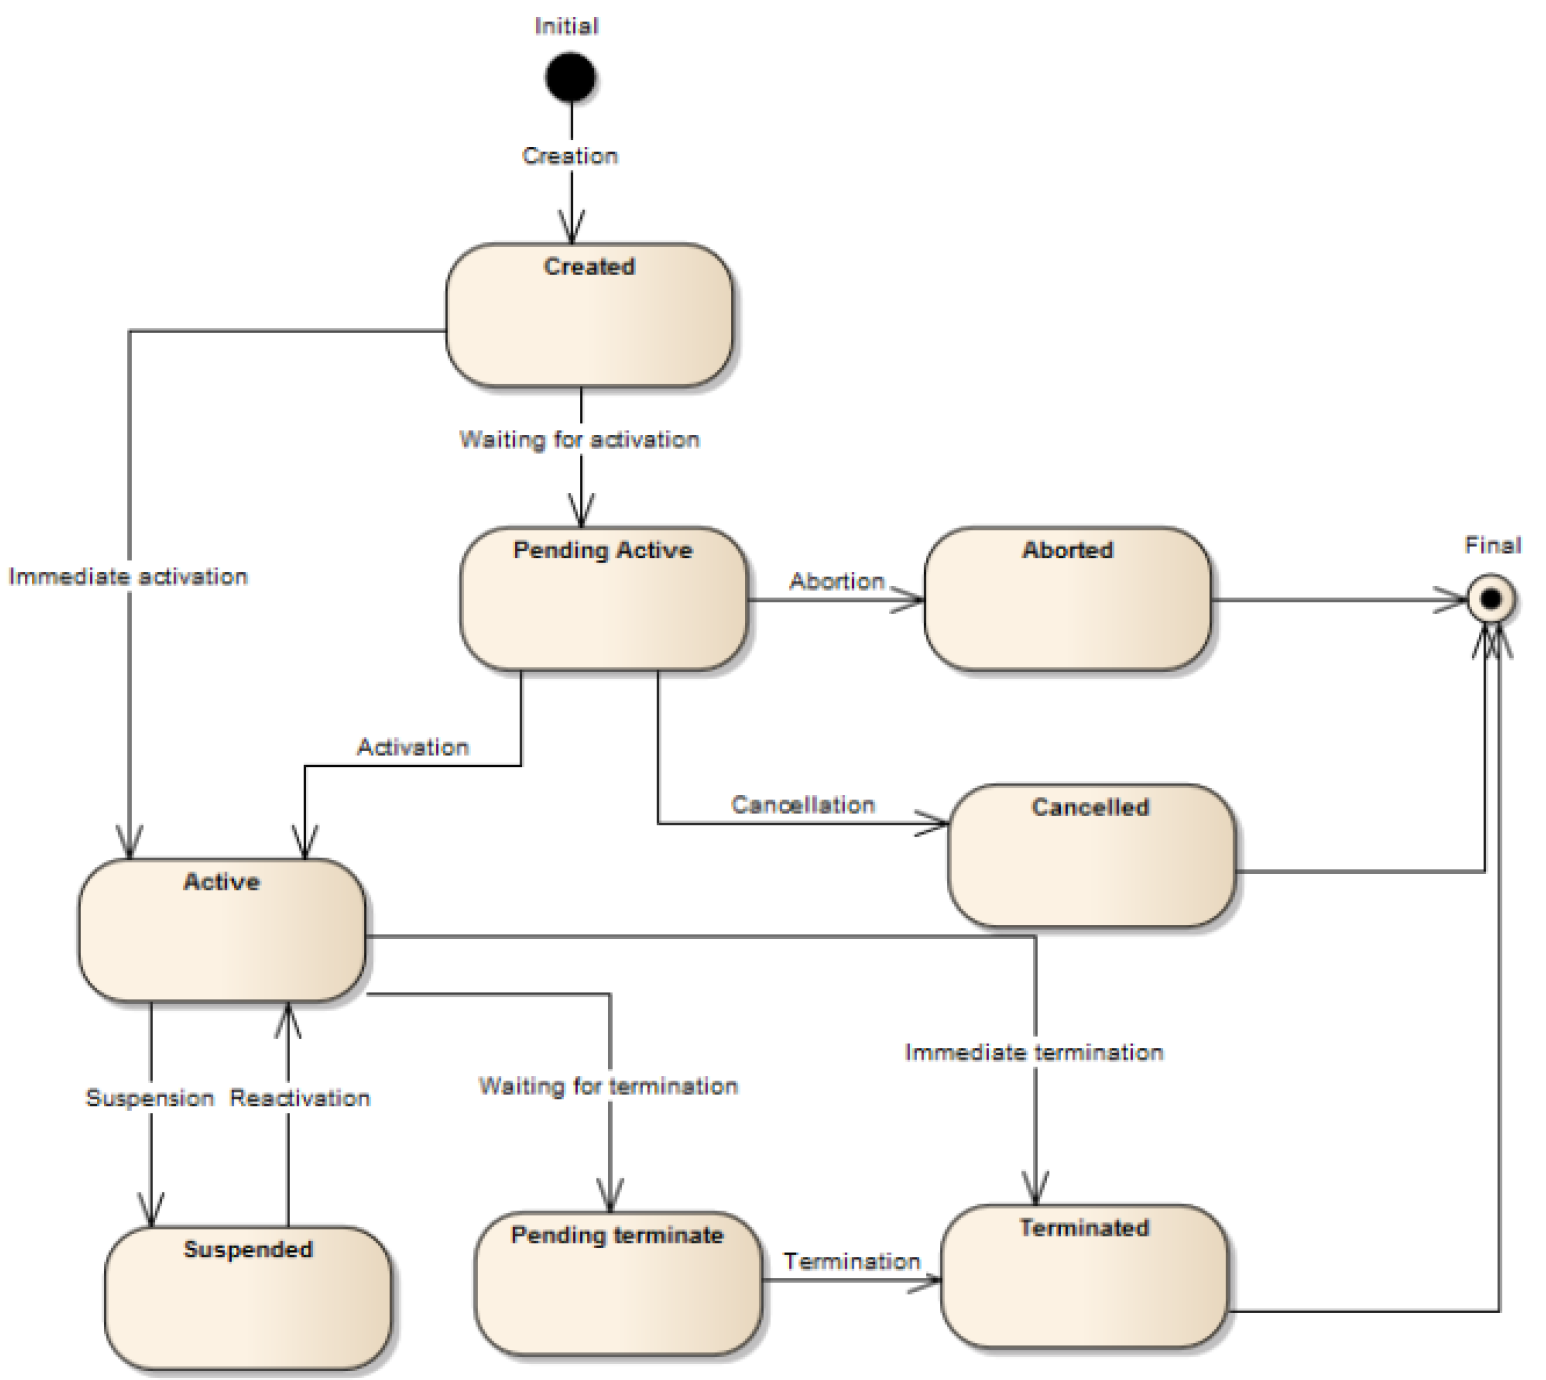 Initial
Creation
Created
Waiting for activation
Pending Active
Abortion
Aborted
Final
Immediate activation
Activation
Cancellation
Cancelled
Active
Immediate termination
Waiting for termination
Suspension
Reactivation
Suspended
Pending terminate
Termination
Terminated